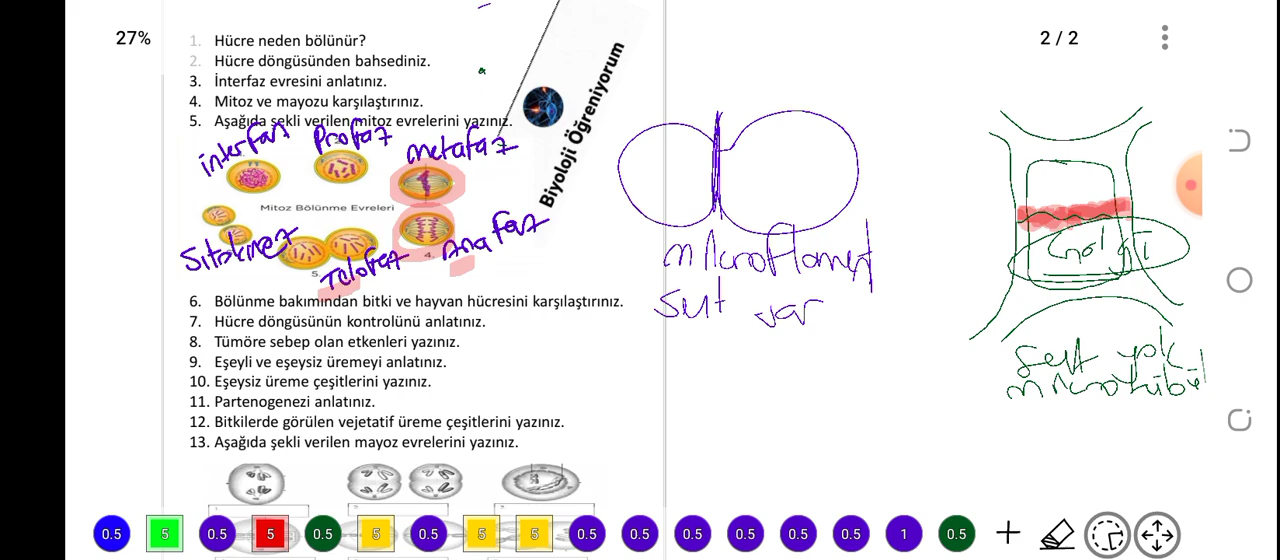 27%
2 / 2
1. Hücre neden bölünür?
2. Hücre döngüsünden bahsediniz.
3. İnterfaz evresini anlatınız.
4. Mitoz ve mayozu karşılaştırınız.
5. Aşağıda şekli verilen mitoz evrelerini yazınız.
Biyoloji Öğreniyorum
interfaz Profaz metafaz
Mitoz Bölünme Evreleri
Sitokinez Telofaz Anafaz
5. 4.
microflament
sert var
Golgi
sert yok
microtübül
6. Bölünme bakımından bitki ve hayvan hücresini karşılaştırınız.
7. Hücre döngüsünün kontrolünü anlatınız.
8. Tümöre sebep olan etkenleri yazınız.
9. Eşeyli ve eşeysiz üremeyi anlatınız.
10. Eşeysiz üreme çeşitlerini yazınız.
11. Partenogenezi anlatınız.
12. Bitkilerde görülen vejetatif üreme çeşitlerini yazınız.
13. Aşağıda şekli verilen mayoz evrelerini yazınız.
0.5 5 0.5 5 0.5 5 0.5 5 5 0.5 0.5 0.5 0.5 0.5 0.5 1 0.5